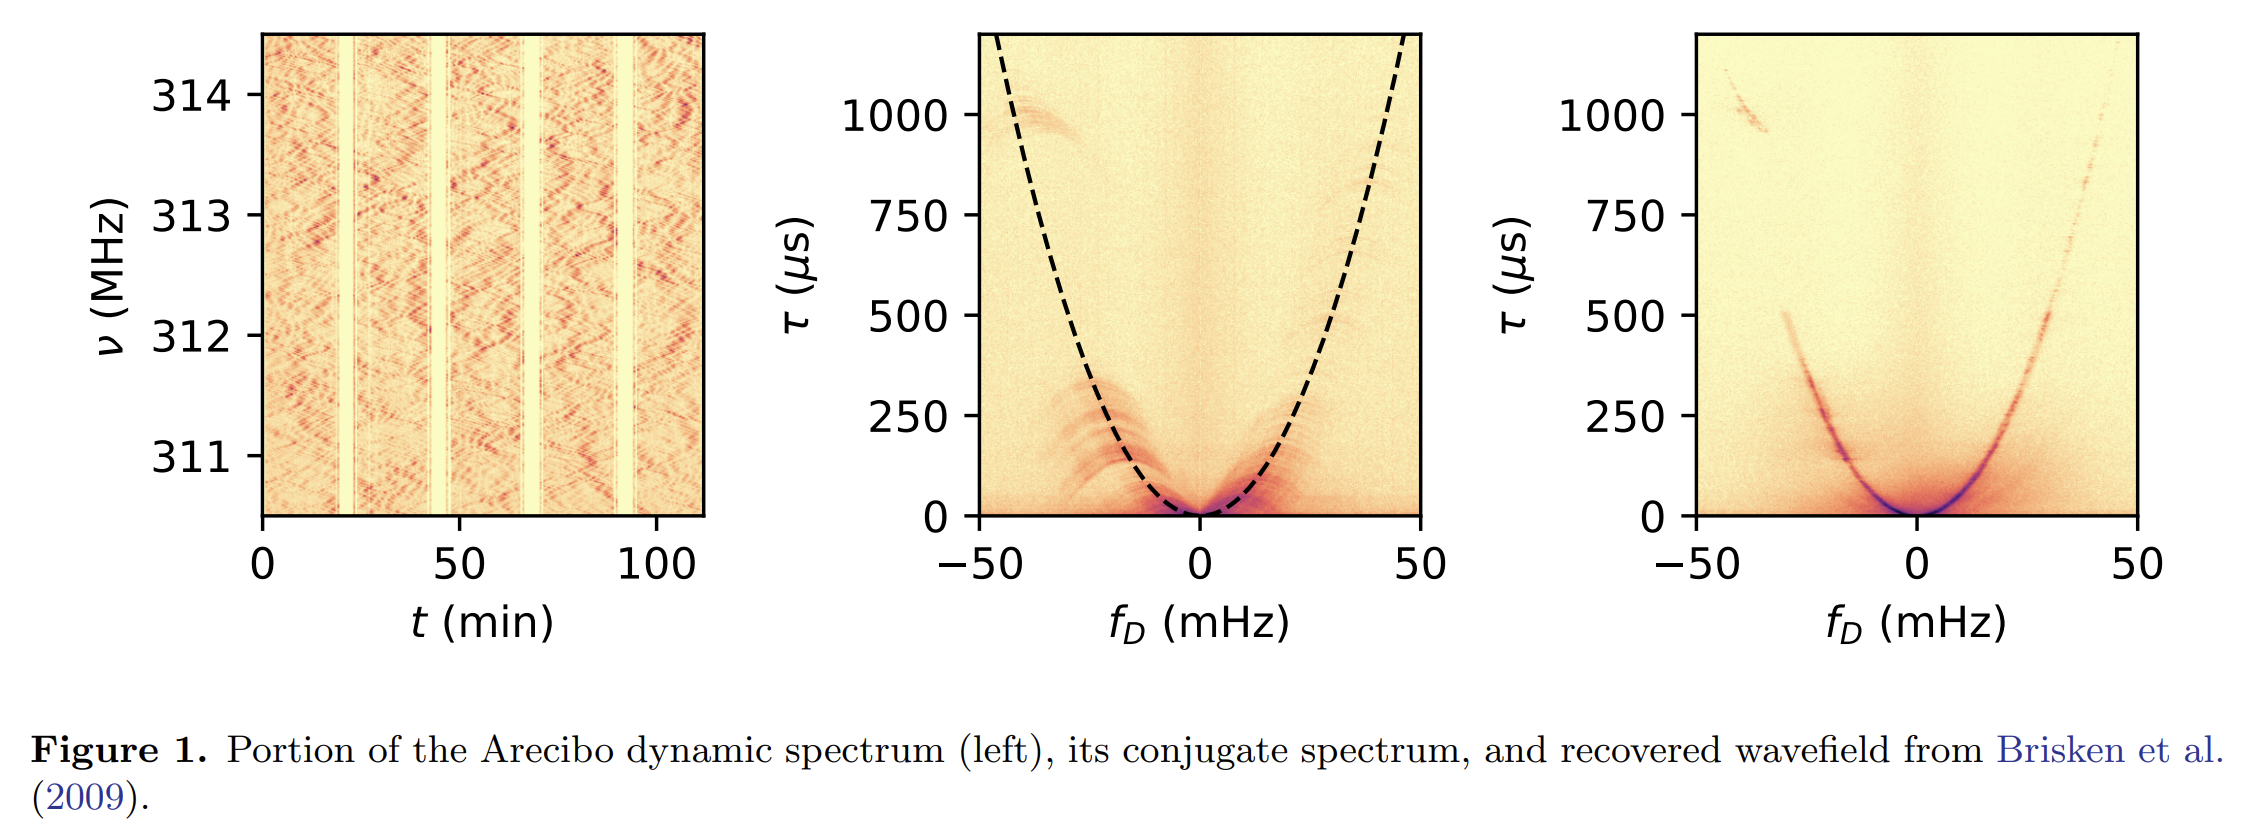 314
313
312
311
ν (MHz)
0 50 100
t (min)
1000
750
500
250
0
τ (μs)
−50 0 50
f_D (mHz)
1000
750
500
250
0
τ (μs)
−50 0 50
f_D (mHz)
Figure 1. Portion of the Arecibo dynamic spectrum (left), its conjugate spectrum, and recovered wavefield from Brisken et al.
(2009).